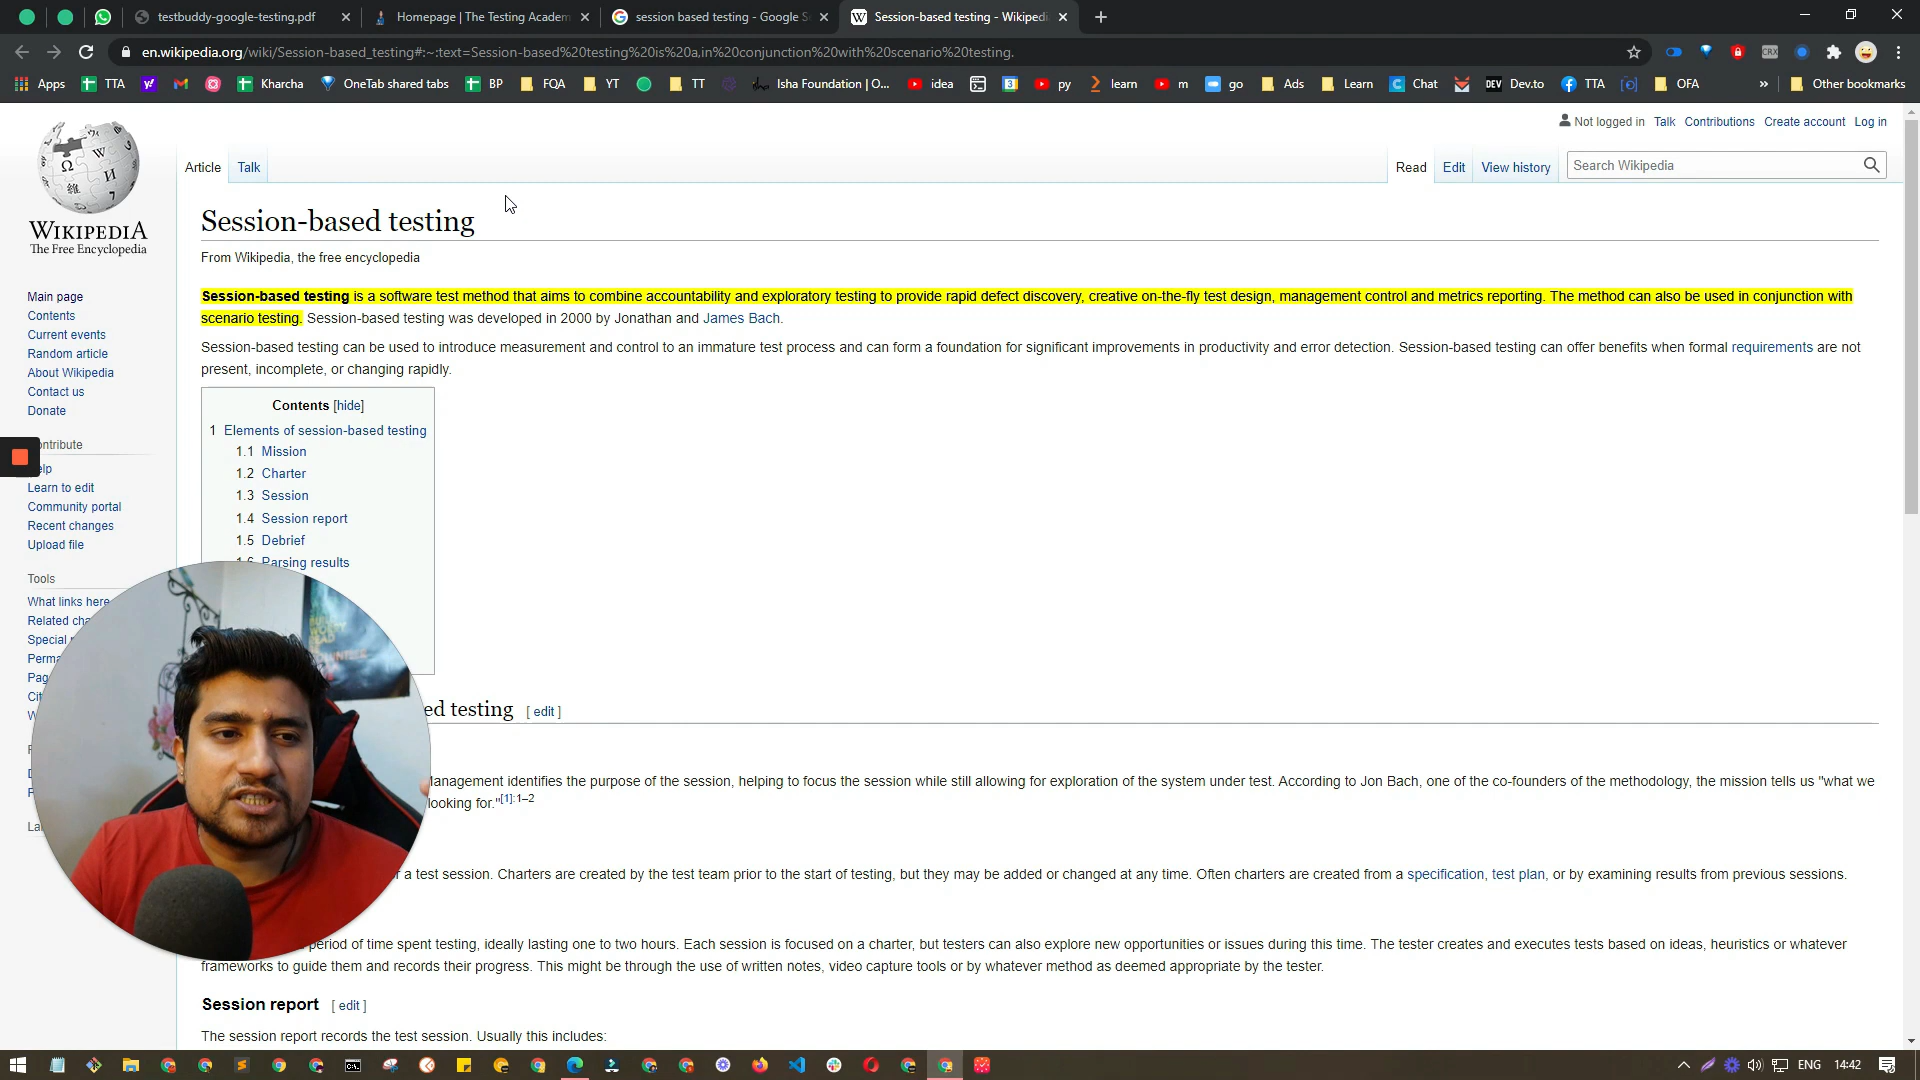 testbuddy-google-testing.pdf
Homepage | The Testing Academ
session based testing - Google S
Session-based testing - Wikipedi
en.wikipedia.org/wiki/Session-based_testing#:~:text=Session-based%20testing%20is%20a,in%20conjunction%20with%20scenario%20testing.
Apps TTA Kharcha OneTab shared tabs BP FQA YT TT Isha Foundation | O... idea py learn m go Ads Learn Chat Dev.to TTA OFA » Other bookmarks
Not logged in Talk Contributions Create account Log in
Article Talk Read Edit View history Search Wikipedia
WIKIPEDIA
The Free Encyclopedia
Main page
Contents
Current events
Random article
About Wikipedia
Contact us
Donate
ontribute
elp
Learn to edit
Community portal
Recent changes
Upload file
Tools
What links here
Related cha
Special
Perma
Pag
Cit
W
La
Session-based testing
From Wikipedia, the free encyclopedia
Session-based testing is a software test method that aims to combine accountability and exploratory testing to provide rapid defect discovery, creative on-the-fly test design, management control and metrics reporting. The method can also be used in conjunction with
scenario testing. Session-based testing was developed in 2000 by Jonathan and James Bach.
Session-based testing can be used to introduce measurement and control to an immature test process and can form a foundation for significant improvements in productivity and error detection. Session-based testing can offer benefits when formal requirements are not
present, incomplete, or changing rapidly.
Contents [hide]
1 Elements of session-based testing
1.1 Mission
1.2 Charter
1.3 Session
1.4 Session report
1.5 Debrief
1.6 Parsing results
ed testing [ edit ]
Management identifies the purpose of the session, helping to focus the session while still allowing for exploration of the system under test. According to Jon Bach, one of the co-founders of the methodology, the mission tells us "what we
looking for."[1]:1–2
r a test session. Charters are created by the test team prior to the start of testing, but they may be added or changed at any time. Often charters are created from a specification, test plan, or by examining results from previous sessions.
period of time spent testing, ideally lasting one to two hours. Each session is focused on a charter, but testers can also explore new opportunities or issues during this time. The tester creates and executes tests based on ideas, heuristics or whatever
frameworks to guide them and records their progress. This might be through the use of written notes, video capture tools or by whatever method as deemed appropriate by the tester.
Session report [ edit ]
The session report records the test session. Usually this includes:
ENG 14:42